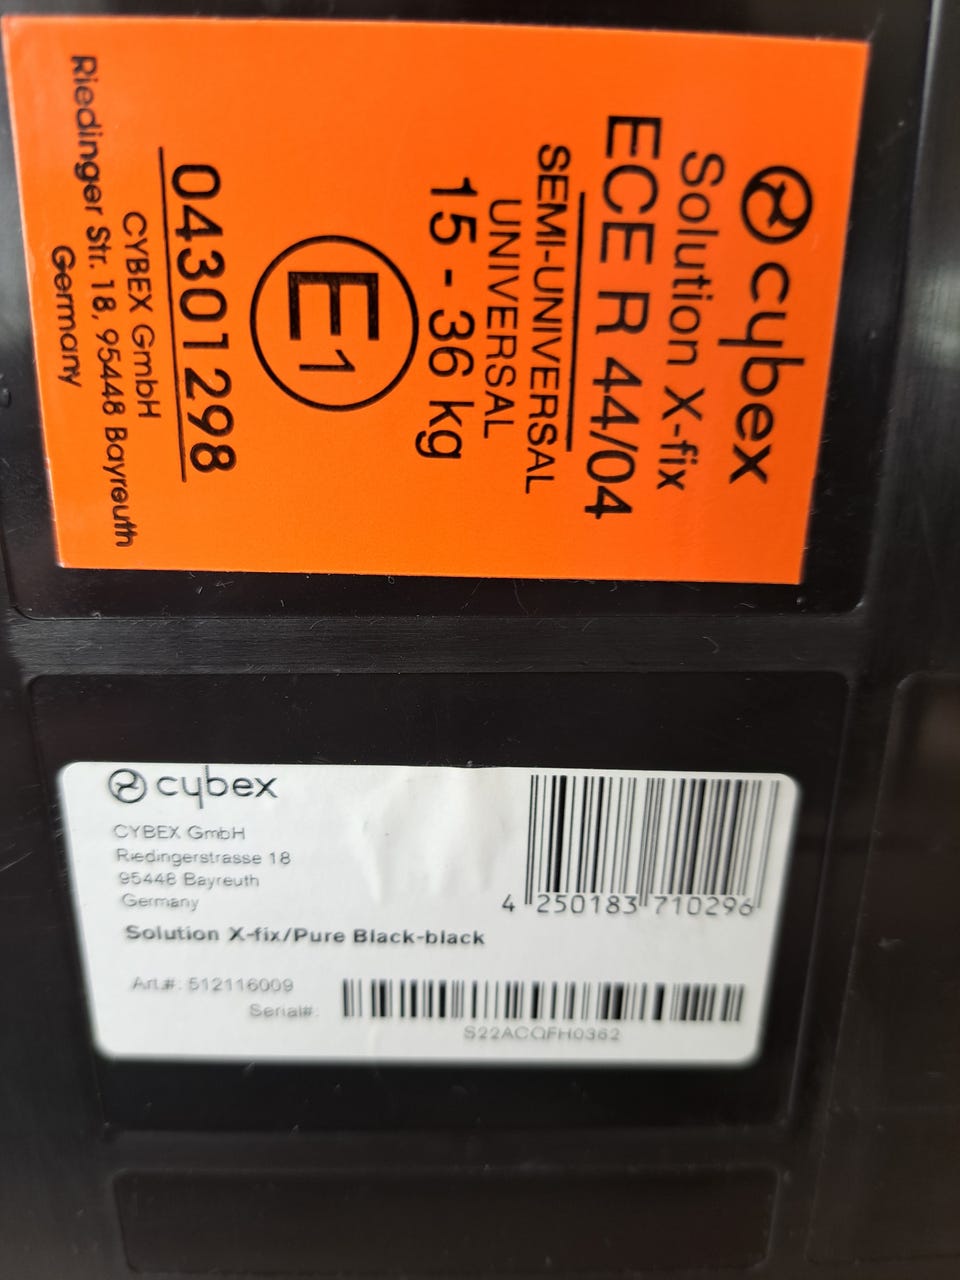 cybex
Solution X-fix
ECE R 44/04
SEMI-UNIVERSAL
UNIVERSAL
15 - 36 kg
E1
04301298
CYBEX GmbH
Riedinger Str. 18, 95448 Bayreuth
Germany
cybex
CYBEX GmbH
Riedingerstrasse 18
95448 Bayreuth
Germany
4 250183 710296
Solution X-fix/Pure Black-black
Art.#: 512116009
Serial#:
S22ACQFH0362